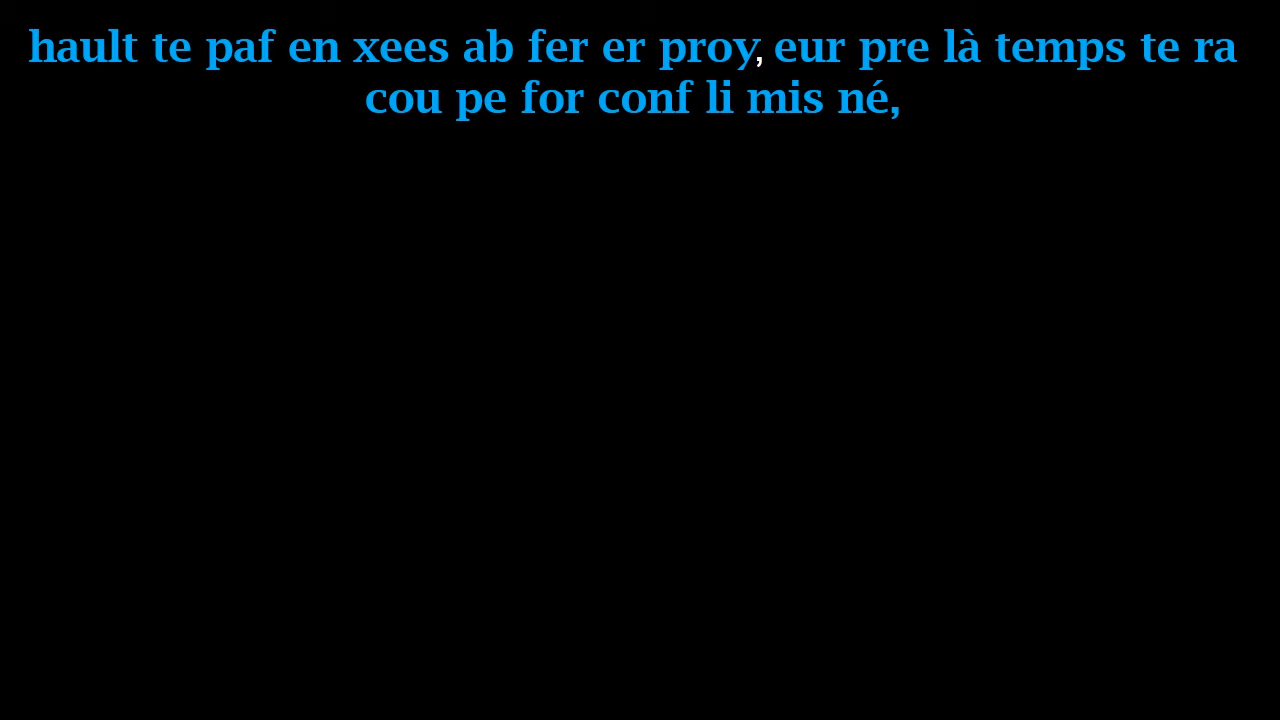 hault te paf en xees ab fer er proy, eur pre là temps te ra
cou pe for conf li mis né,